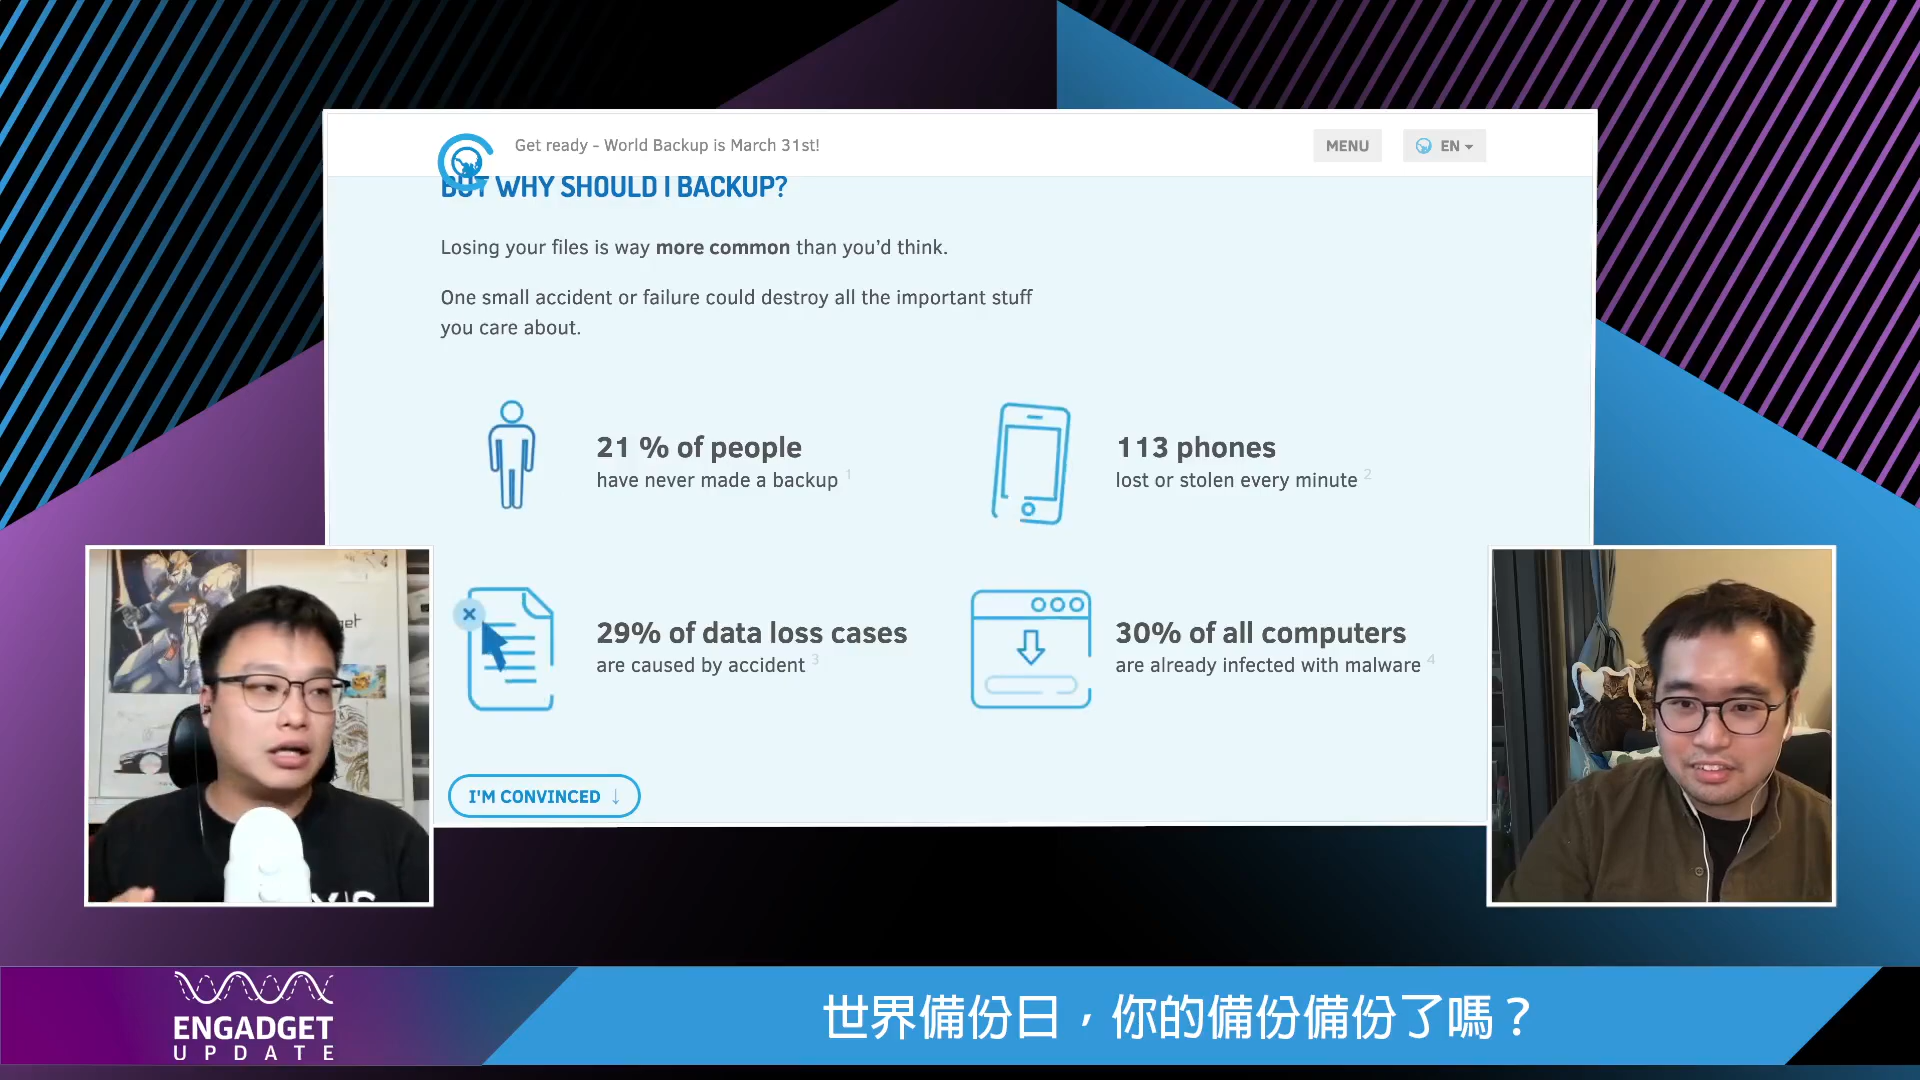 Get ready - World Backup is March 31st!
MENU
EN
BUT WHY SHOULD I BACKUP?
Losing your files is way more common than you’d think.
One small accident or failure could destroy all the important stuff
you care about.
21 % of people
have never made a backup 1
113 phones
lost or stolen every minute 2
29% of data loss cases
are caused by accident 3
30% of all computers
are already infected with malware 4
I'M CONVINCED ↓
ENGADGET
UPDATE
世界備份日，你的備份備份了嗎？